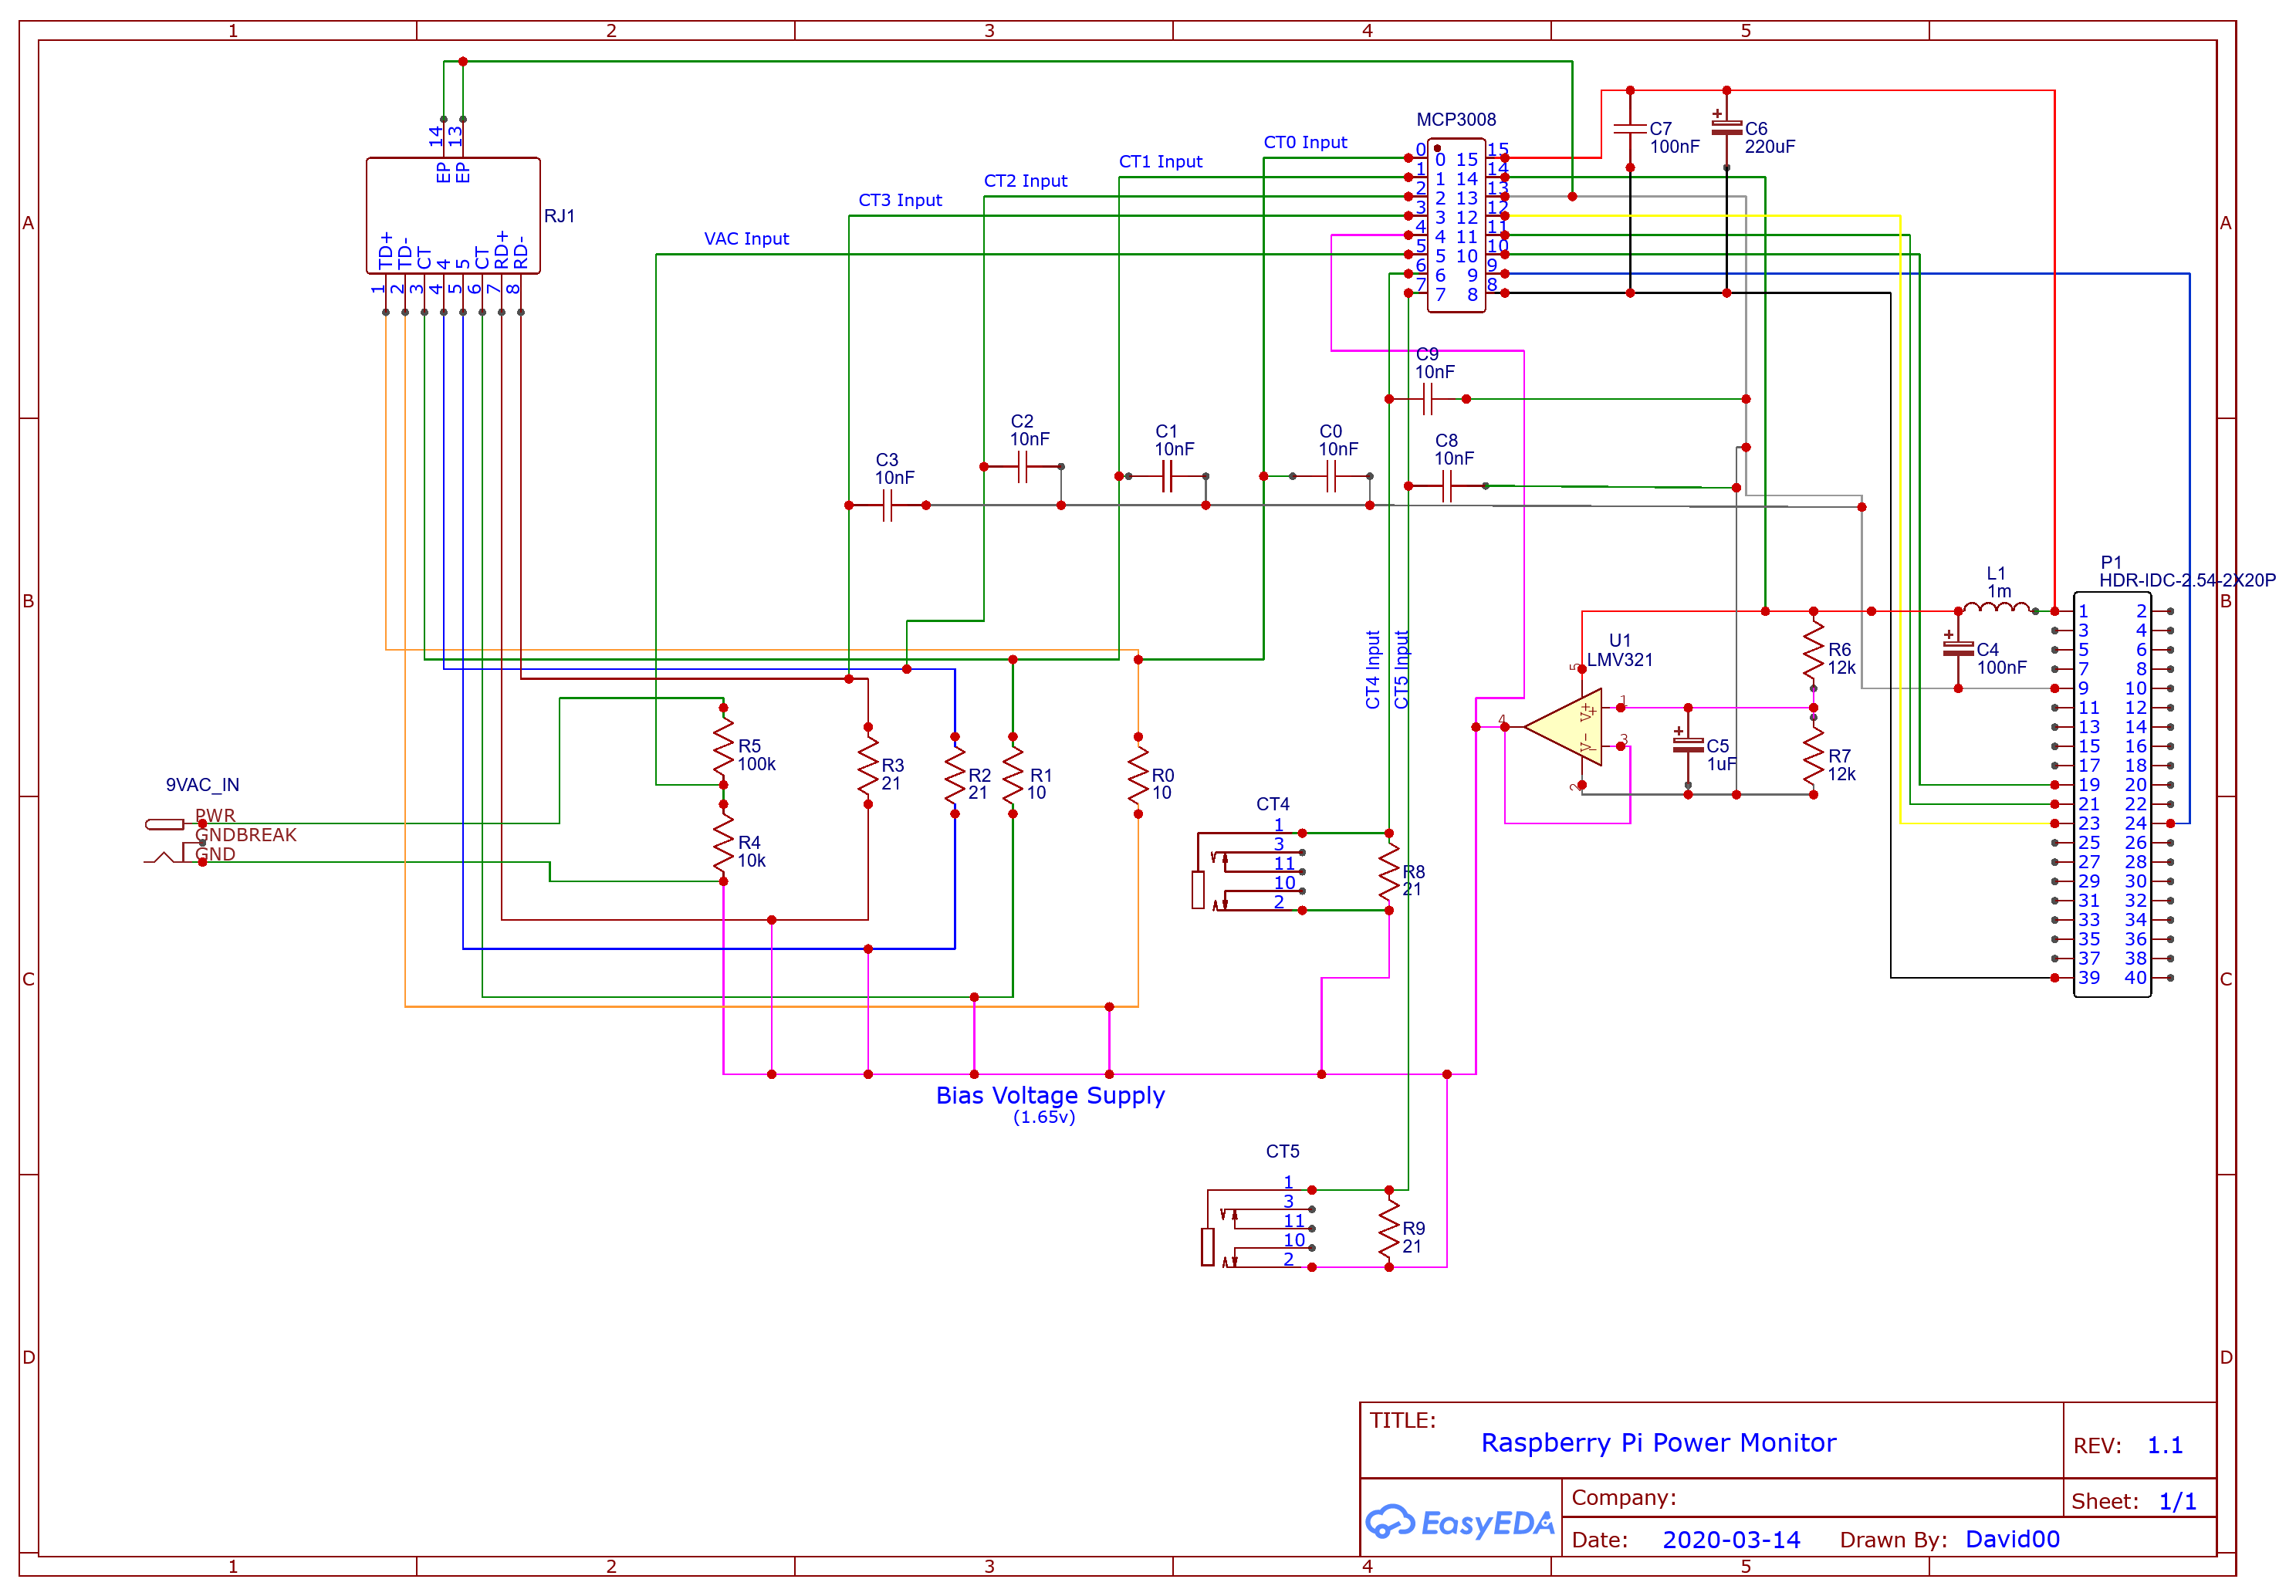 1 2 3 4 5
A
B
C
D
A
B
C
D
1 2 3 4 5
14 13
EP EP
RJ1
TD+ TD- CT 4 5 CT RD+ RD-
1 2 3 4 5 6 7 8
CT0 Input
CT1 Input
CT2 Input
CT3 Input
VAC Input
MCP3008
0 0 15 15
1 1 14 14
2 2 13 13
3 3 12 12
4 4 11 11
5 5 10 10
6 6 9 9
7 7 8 8
C7
100nF
+
C6
220uF
C9
10nF
C8
10nF
C0
10nF
C1
10nF
C2
10nF
C3
10nF
CT4 Input
CT5 Input
U1
LMV321
5
1
4
3
2
V+
+
V-
-
+
C5
1uF
R6
12k
R7
12k
L1
1m
+
C4
100nF
P1
HDR-IDC-2.54-2X20P
1 2
3 4
5 6
7 8
9 10
11 12
13 14
15 16
17 18
19 20
21 22
23 24
25 26
27 28
29 30
31 32
33 34
35 36
37 38
39 40
9VAC_IN
PWR
GNDBREAK
GND
R5
100k
R4
10k
R3
21
R2
21
R1
10
R0
10
CT4
1
3
11
10
2
R8
21
Bias Voltage Supply
(1.65v)
CT5
1
3
11
10
2
R9
21
TITLE:
Raspberry Pi Power Monitor
REV: 1.1
EasyEDA
Company:
Sheet: 1/1
Date: 2020-03-14 Drawn By: David00